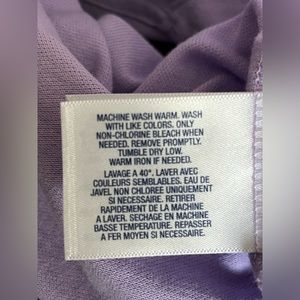 MACHINE WASH WARM. WASH
WITH LIKE COLORS. ONLY
NON-CHLORINE BLEACH WHEN
NEEDED. REMOVE PROMPTLY.
TUMBLE DRY LOW.
WARM IRON IF NEEDED.
LAVAGE A 40°. LAVER AVEC
COULEURS SEMBLABLES. EAU DE
JAVEL NON CHLOREE UNIQUEMENT
SI NECESSAIRE. RETIRER
RAPIDEMENT DE LA MACHINE
A LAVER. SECHAGE EN MACHINE
BASSE TEMPERATURE. REPASSER
A FER MOYEN SI NECESSAIRE.